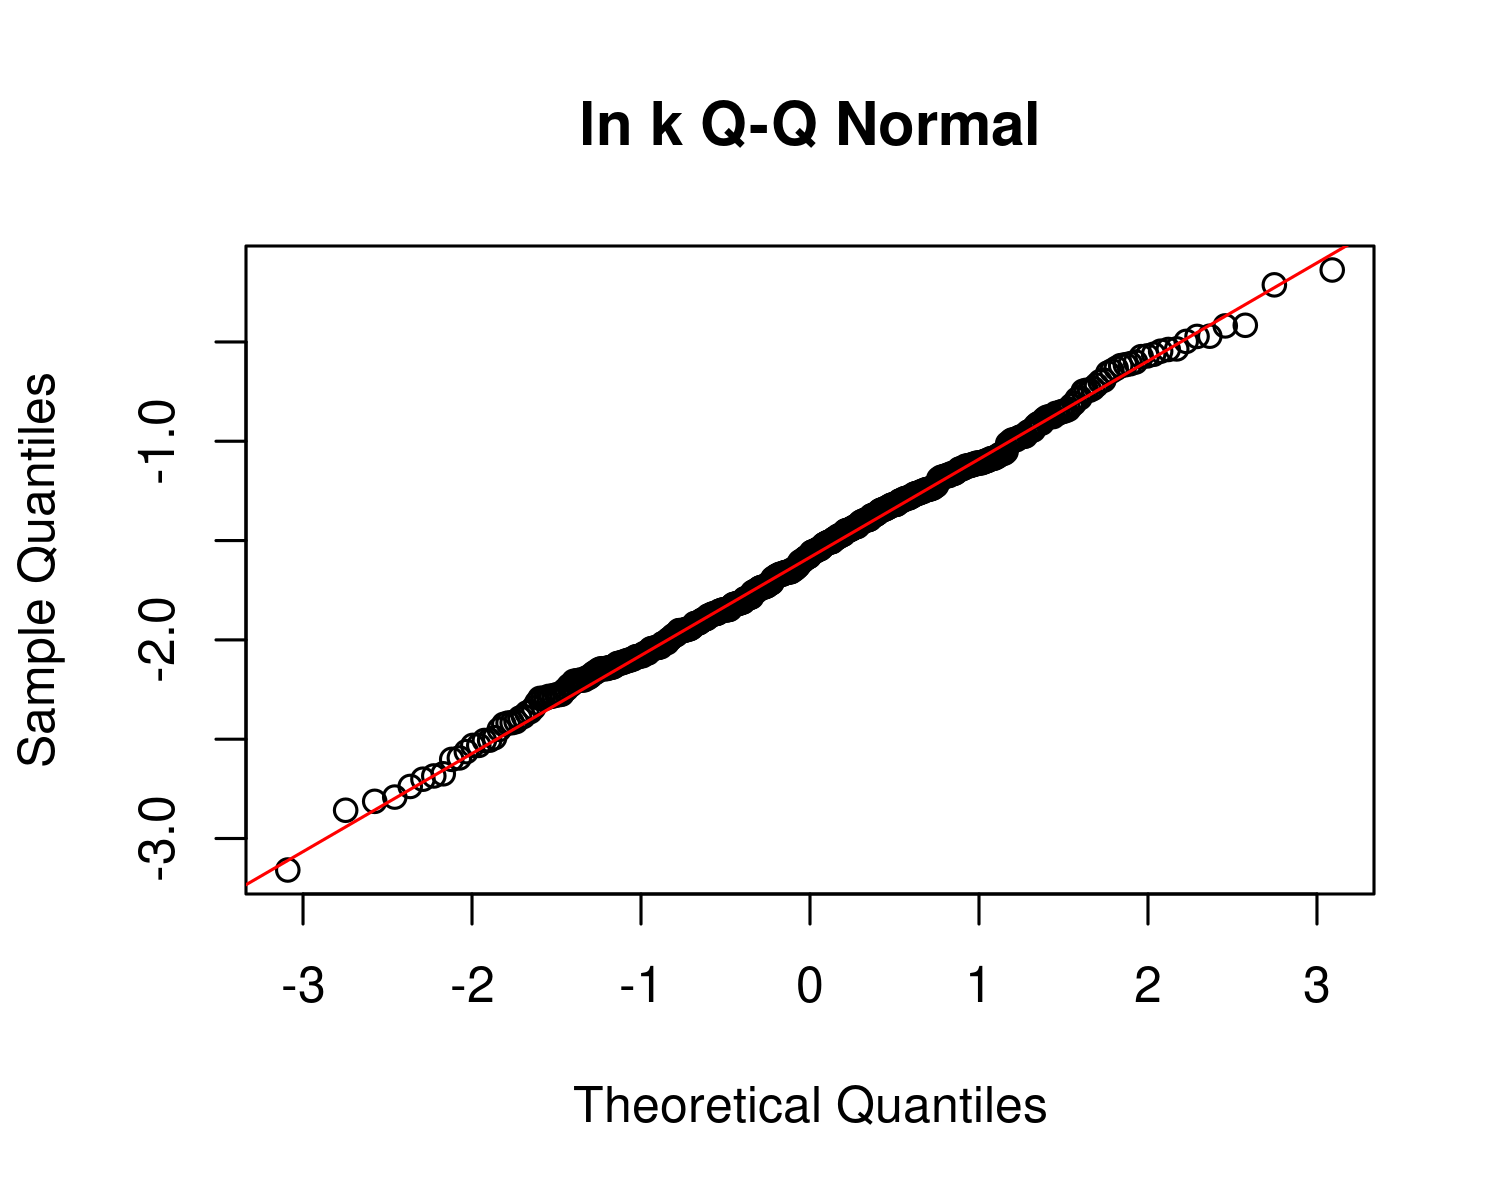 ln k Q-Q Normal
Sample Quantiles
-1.0
-2.0
-3.0
-3 -2 -1 0 1 2 3
Theoretical Quantiles